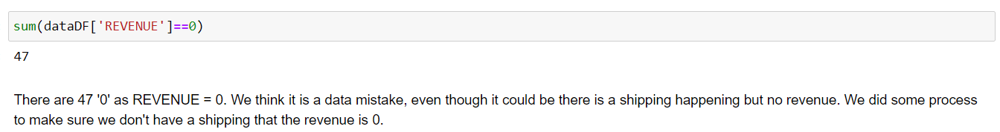 sum(dataDF['REVENUE']==0)
47
There are 47 '0' as REVENUE = 0. We think it is a data mistake, even though it could be there is a shipping happening but no revenue. We did some process
to make sure we don't have a shipping that the revenue is 0.